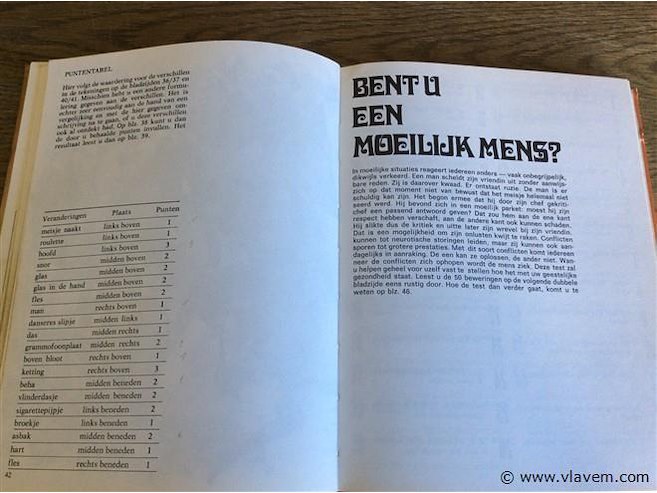 PUNTENTABEL
Hier volgt de waardering voor de verschillen
in de tekeningen op de bladzijden 36/37 en
40/41. Misschien hebt u een andere formu-
lering gegeven aan de verschillen. Het is
echter zeer eenvoudig aan de hand van een
vergelijking en met de hier gegeven om-
schrijving na te gaan, of u deze verschillen
ook al ontdekt had. Op blz. 38 kunt u dan
de door u behaalde punten invullen. Het
resultaat leest u dan op blz. 39.
Veranderingen Plaats Punten
meisje naakt links boven 1
roulette links boven 1
hoofd links boven 3
snor midden boven 2
glas midden boven 2
glas in de hand midden boven 2
fles midden boven 2
man rechts boven 1
danseres slipje midden links 1
das midden rechts 1
grammofoonplaat midden rechts 2
boven bloot rechts boven 1
ketting rechts boven 3
beha midden beneden 2
vlinderdasje midden beneden 2
sigarettepijpje links beneden 2
broekje links beneden 1
asbak midden beneden 2
hart midden beneden 1
fles rechts beneden 1
42
BENT U
EEN
MOEILIJK MENS?
In moeilijke situaties reageert iedereen anders — vaak onbegrijpelijk,
dikwijls verkeerd. Een man scheldt zijn vriendin uit zonder aanwijs-
bare reden. Zij is daarover kwaad. Er ontstaat ruzie. De man is er
zich op dat moment niet van bewust dat het meisje helemaal niet
schuldig kan zijn. Het begon ermee dat hij door zijn chef gekriti-
seerd werd. Hij bevond zich in een moeilijk parket: moest hij zijn
chef een passend antwoord geven? Dat zou hem aan de ene kant
respect hebben verschaft, aan de andere kant ook kunnen schaden.
Hij slikte dus de kritiek en uitte later zijn wrevel bij zijn vriendin.
Dat is een mogelijkheid om zijn onlusten kwijt te raken. Conflicten
kunnen tot neurotische storingen leiden, maar zij kunnen ook aan-
sporen tot grotere prestaties. Met dit soort conflikten komt iedereen
dagelijks in aanraking. De een kan ze oplossen, de ander niet. Wan-
neer de conflicten zich ophopen wordt de mens ziek. Deze test zal
u helpen geheel voor uzelf vast te stellen hoe het met uw geestelijke
gezondheid staat. Leest u de 50 beweringen op de volgende dubbele
bladzijde eens rustig door. Hoe de test dan verder gaat, komt u te
weten op blz. 46.
© www.vlavem.com